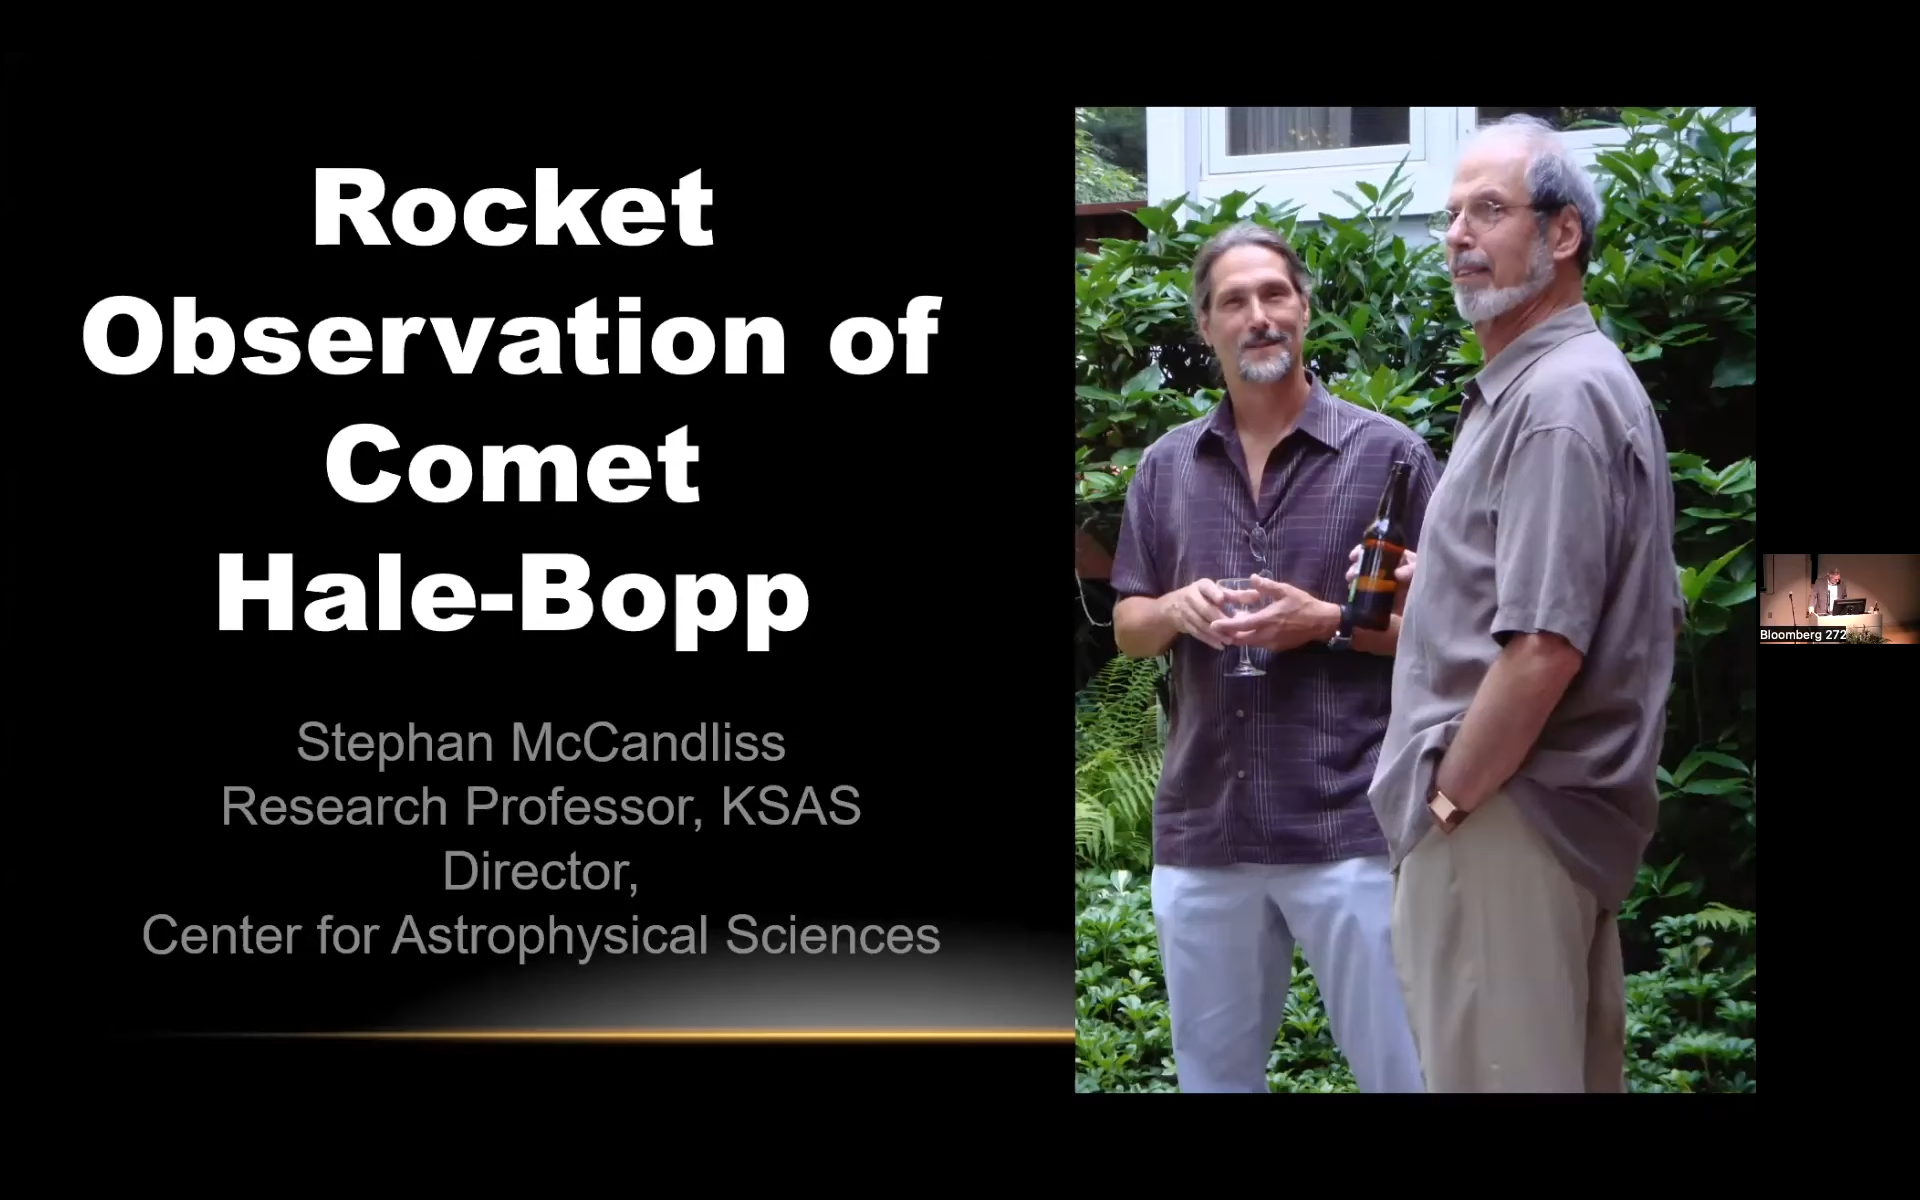 Rocket
Observation of
Comet
Hale-Bopp
Stephan McCandliss
Research Professor, KSAS
Director,
Center for Astrophysical Sciences
Bloomberg 272